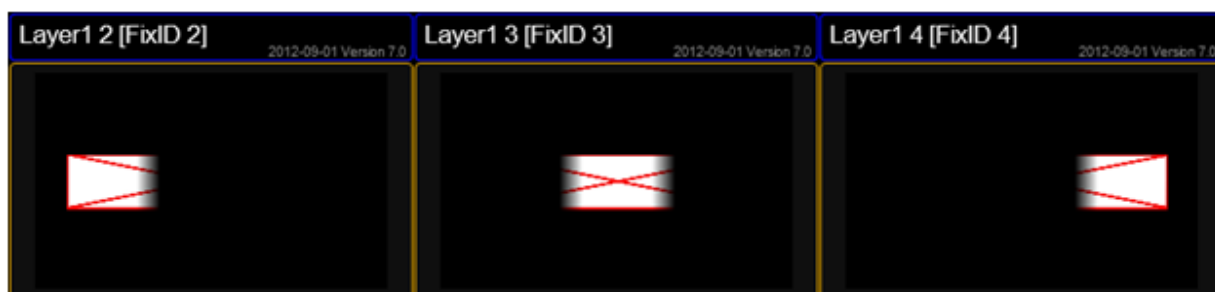 Layer1 2 [FixID 2]
2012-09-01 Version 7.0
Layer1 3 [FixID 3]
2012-09-01 Version 7.0
Layer1 4 [FixID 4]
2012-09-01 Version 7.0